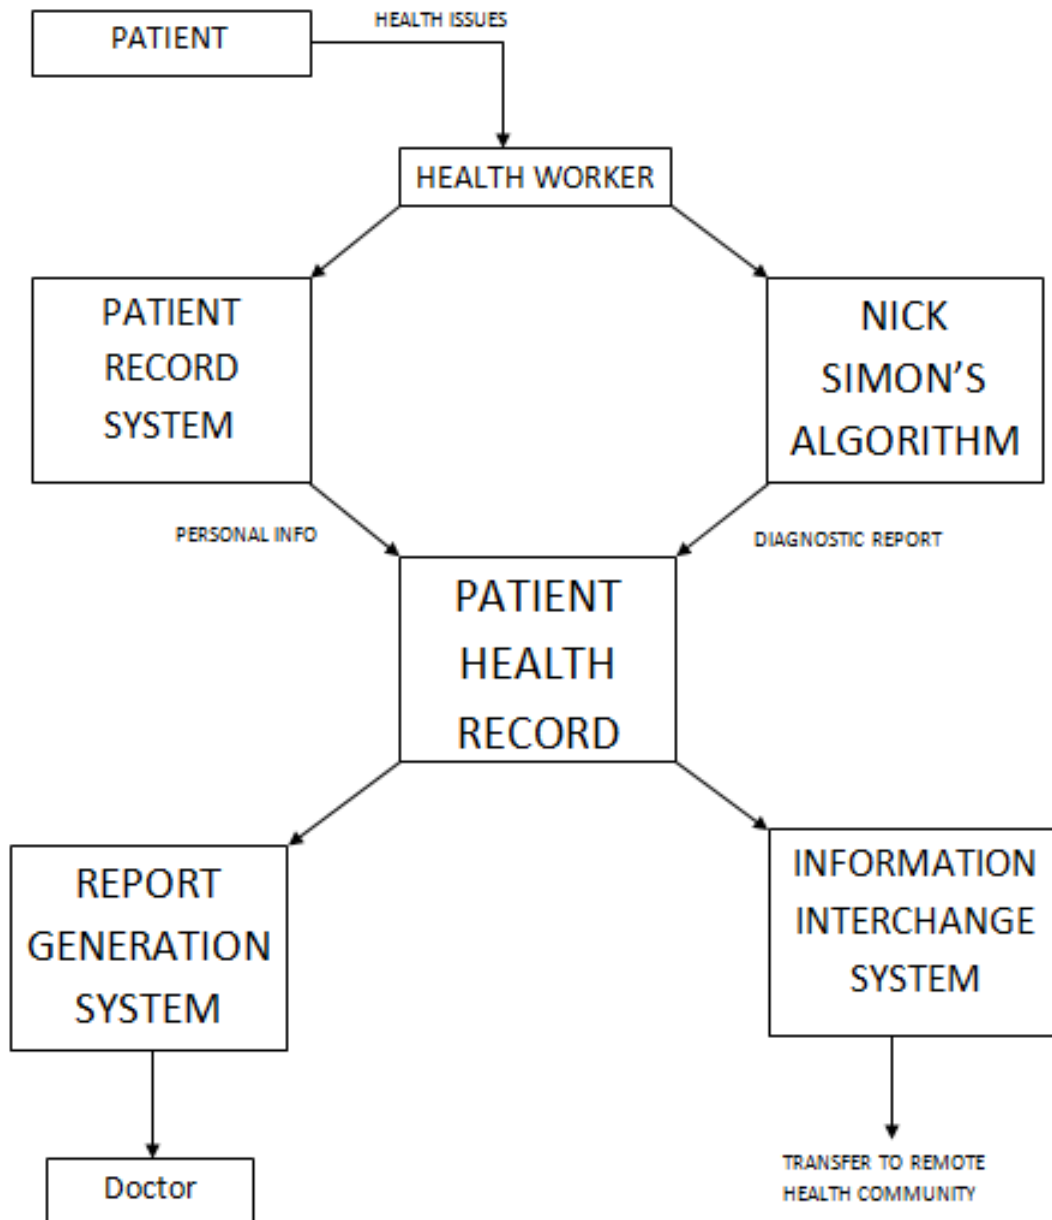 HEALTH ISSUES
PATIENT
HEALTH WORKER
PATIENT
RECORD
SYSTEM
NICK
SIMON’S
ALGORITHM
PERSONAL INFO
DIAGNOSTIC REPORT
PATIENT
HEALTH
RECORD
REPORT
GENERATION
SYSTEM
INFORMATION
INTERCHANGE
SYSTEM
Doctor
TRANSFER TO REMOTE
HEALTH COMMUNITY